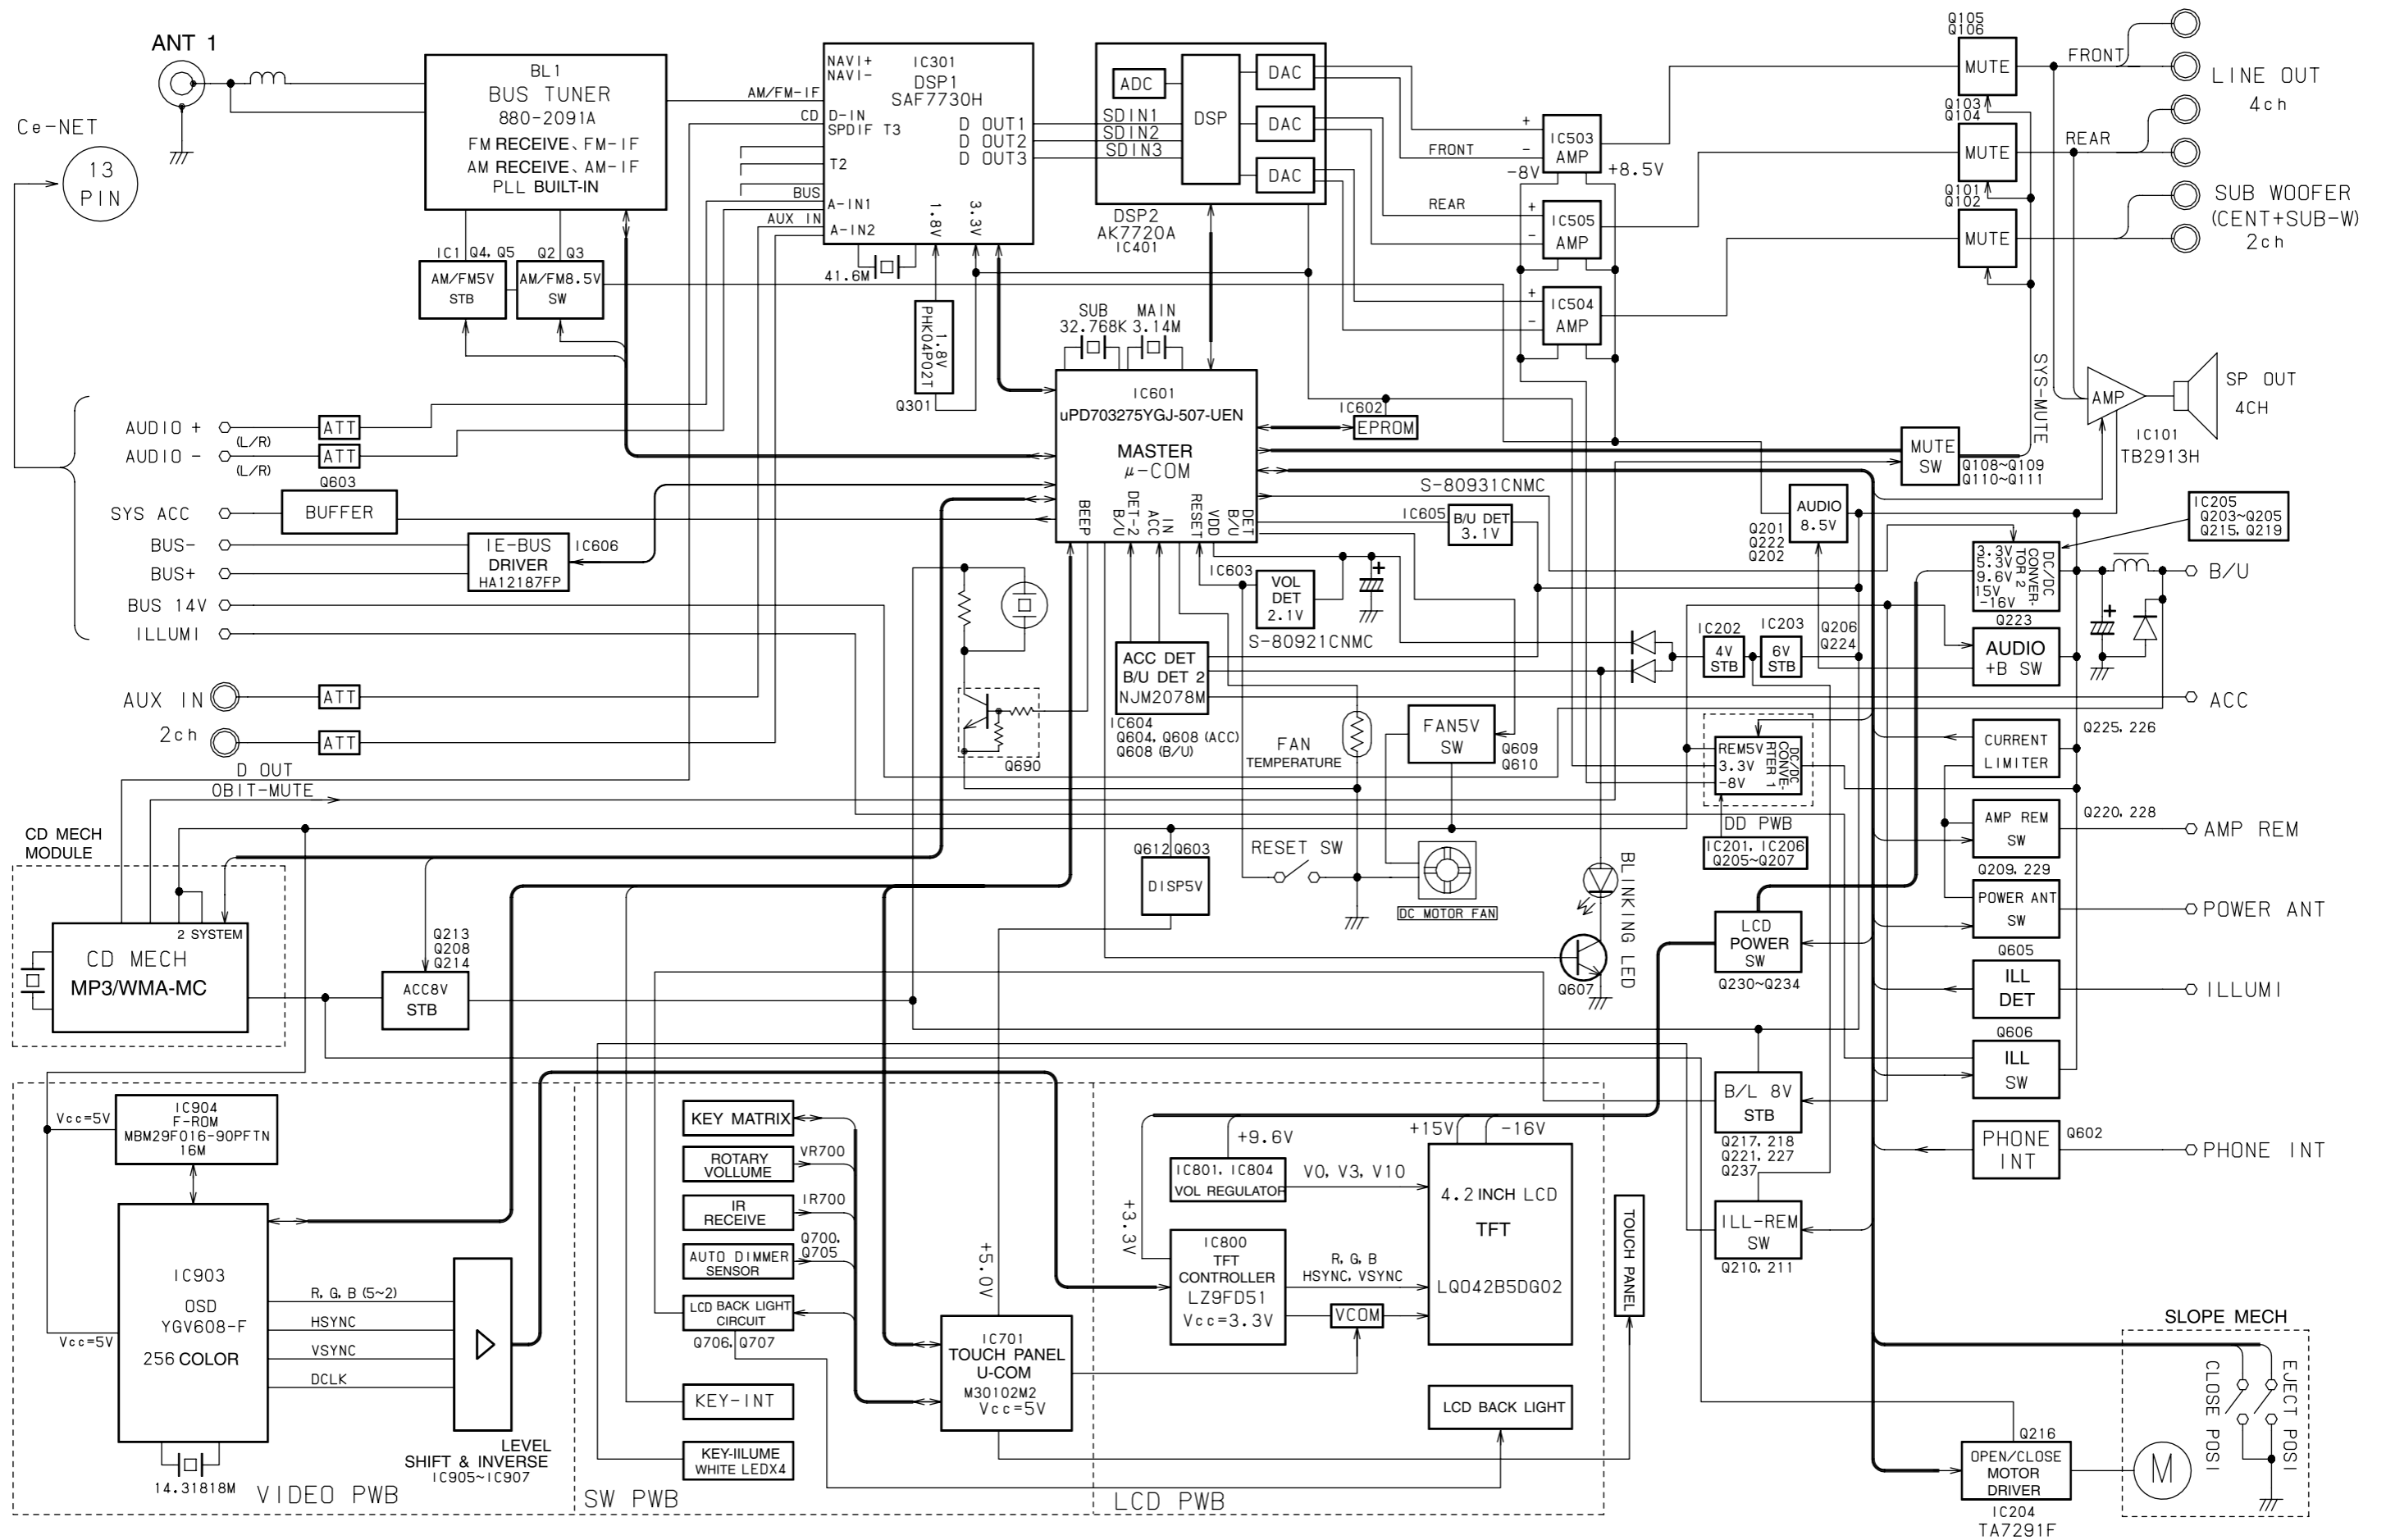 ANT 1
Ce-NET
13
PIN
BL1
BUS TUNER
880-2091A
FM RECEIVE、FM-IF
AM RECEIVE、AM-IF
PLL BUILT-IN
AM/FM-IF
CD
BUS
AUX IN
NAVI+
NAVI-
IC301
DSP1
SAF7730H
D-IN
SPDIF T3
T2
A-IN1
A-IN2
D OUT1
D OUT2
D OUT3
1.8V
3.3V
41.6M
SDIN1
SDIN2
SDIN3
ADC
DSP
DAC
DAC
DAC
DSP2
AK7720A
IC401
FRONT
REAR
+
-
IC503
AMP
-8V
+8.5V
+
-
IC505
AMP
+
-
IC504
AMP
Q105
Q106
MUTE
Q103
Q104
MUTE
Q101
Q102
MUTE
FRONT
REAR
LINE OUT
4ch
SUB WOOFER
(CENT+SUB-W)
2ch
SYS-MUTE
AMP
SP OUT
4CH
IC101
TB2913H
IC1
Q4, Q5
AM/FM5V
STB
Q2 Q3
AM/FM8.5V
SW
1.8V
PHK04P02T
Q301
SUB
32.768K
MAIN
3.14M
IC601
uPD703275YGJ-507-UEN
MASTER
μ-COM
BEEP
DET-2
B/U
ACC
IN
RESET
VDD
DET
B/U
IC602
EPROM
MUTE
SW
Q108~Q109
Q110~Q111
AUDIO +
(L/R)
ATT
AUDIO -
(L/R)
ATT
Q603
SYS ACC
BUFFER
BUS-
BUS+
IE-BUS
DRIVER
HA12187FP
IC606
BUS 14V
ILLUMI
AUX IN
2ch
ATT
ATT
D OUT
OBIT-MUTE
S-80931CNMC
IC605
B/U DET
3.1V
IC603
VOL
DET
2.1V
S-80921CNMC
AUDIO
8.5V
Q201
Q222
Q202
IC205
Q203~Q205
Q215, Q219
3.3V
5.3V
9.6V
15V
-16V
DC/DC
CONVER-
TOR 2
B/U
Q223
AUDIO
+B SW
Q206
Q224
IC202
4V
STB
IC203
6V
STB
ACC
ACC DET
B/U DET 2
NJM2078M
IC604
Q604, Q608 (ACC)
Q608 (B/U)
Q690
FAN
TEMPERATURE
FAN5V
SW
Q609
Q610
REM5V
3.3V
-8V
DC/DC
CONVE-
RTER 1
DD PWB
IC201, IC206
Q205~Q207
CURRENT
LIMITER
Q225, 226
AMP REM
SW
Q220, 228
AMP REM
Q209, 229
POWER ANT
SW
POWER ANT
Q605
ILL
DET
ILLUMI
Q606
ILL
SW
PHONE
INT
Q602
PHONE INT
CD MECH
MODULE
2 SYSTEM
CD MECH
MP3/WMA-MC
Q213
Q208
Q214
ACC8V
STB
Q612 Q603
DISP5V
RESET SW
DC MOTOR FAN
BLINKING LED
Q607
LCD
POWER
SW
Q230~Q234
B/L 8V
STB
Q217, 218
Q221, 227
Q237
ILL-REM
SW
Q210, 211
Vcc=5V
IC904
F-ROM
MBM29F016-90PFTN
16M
Vcc=5V
IC903
OSD
YGV608-F
256 COLOR
R, G, B (5~2)
HSYNC
VSYNC
DCLK
14.31818M
LEVEL
SHIFT & INVERSE
IC905~IC907
VIDEO PWB
KEY MATRIX
ROTARY
VOLLUME
VR700
IR
RECEIVE
IR700
AUTO DIMMER
SENSOR
Q700,
Q705
LCD BACK LIGHT
CIRCUIT
Q706, Q707
KEY-INT
KEY-IILUME
WHITE LEDX4
SW PWB
+5.0V
IC701
TOUCH PANEL
U-COM
M30102M2
Vcc=5V
+3.3V
+9.6V
+15V
-16V
IC801, IC804
VOL REGULATOR
V0, V3, V10
IC800
TFT
CONTROLLER
LZ9FD51
Vcc=3.3V
R, G, B
HSYNC, VSYNC
VCOM
4.2 INCH LCD
TFT
LQ042B5DG02
LCD BACK LIGHT
TOUCH PANEL
LCD PWB
SLOPE MECH
CLOSE POSI
EJECT POSI
Q216
OPEN/CLOSE
MOTOR
DRIVER
IC204
TA7291F
M